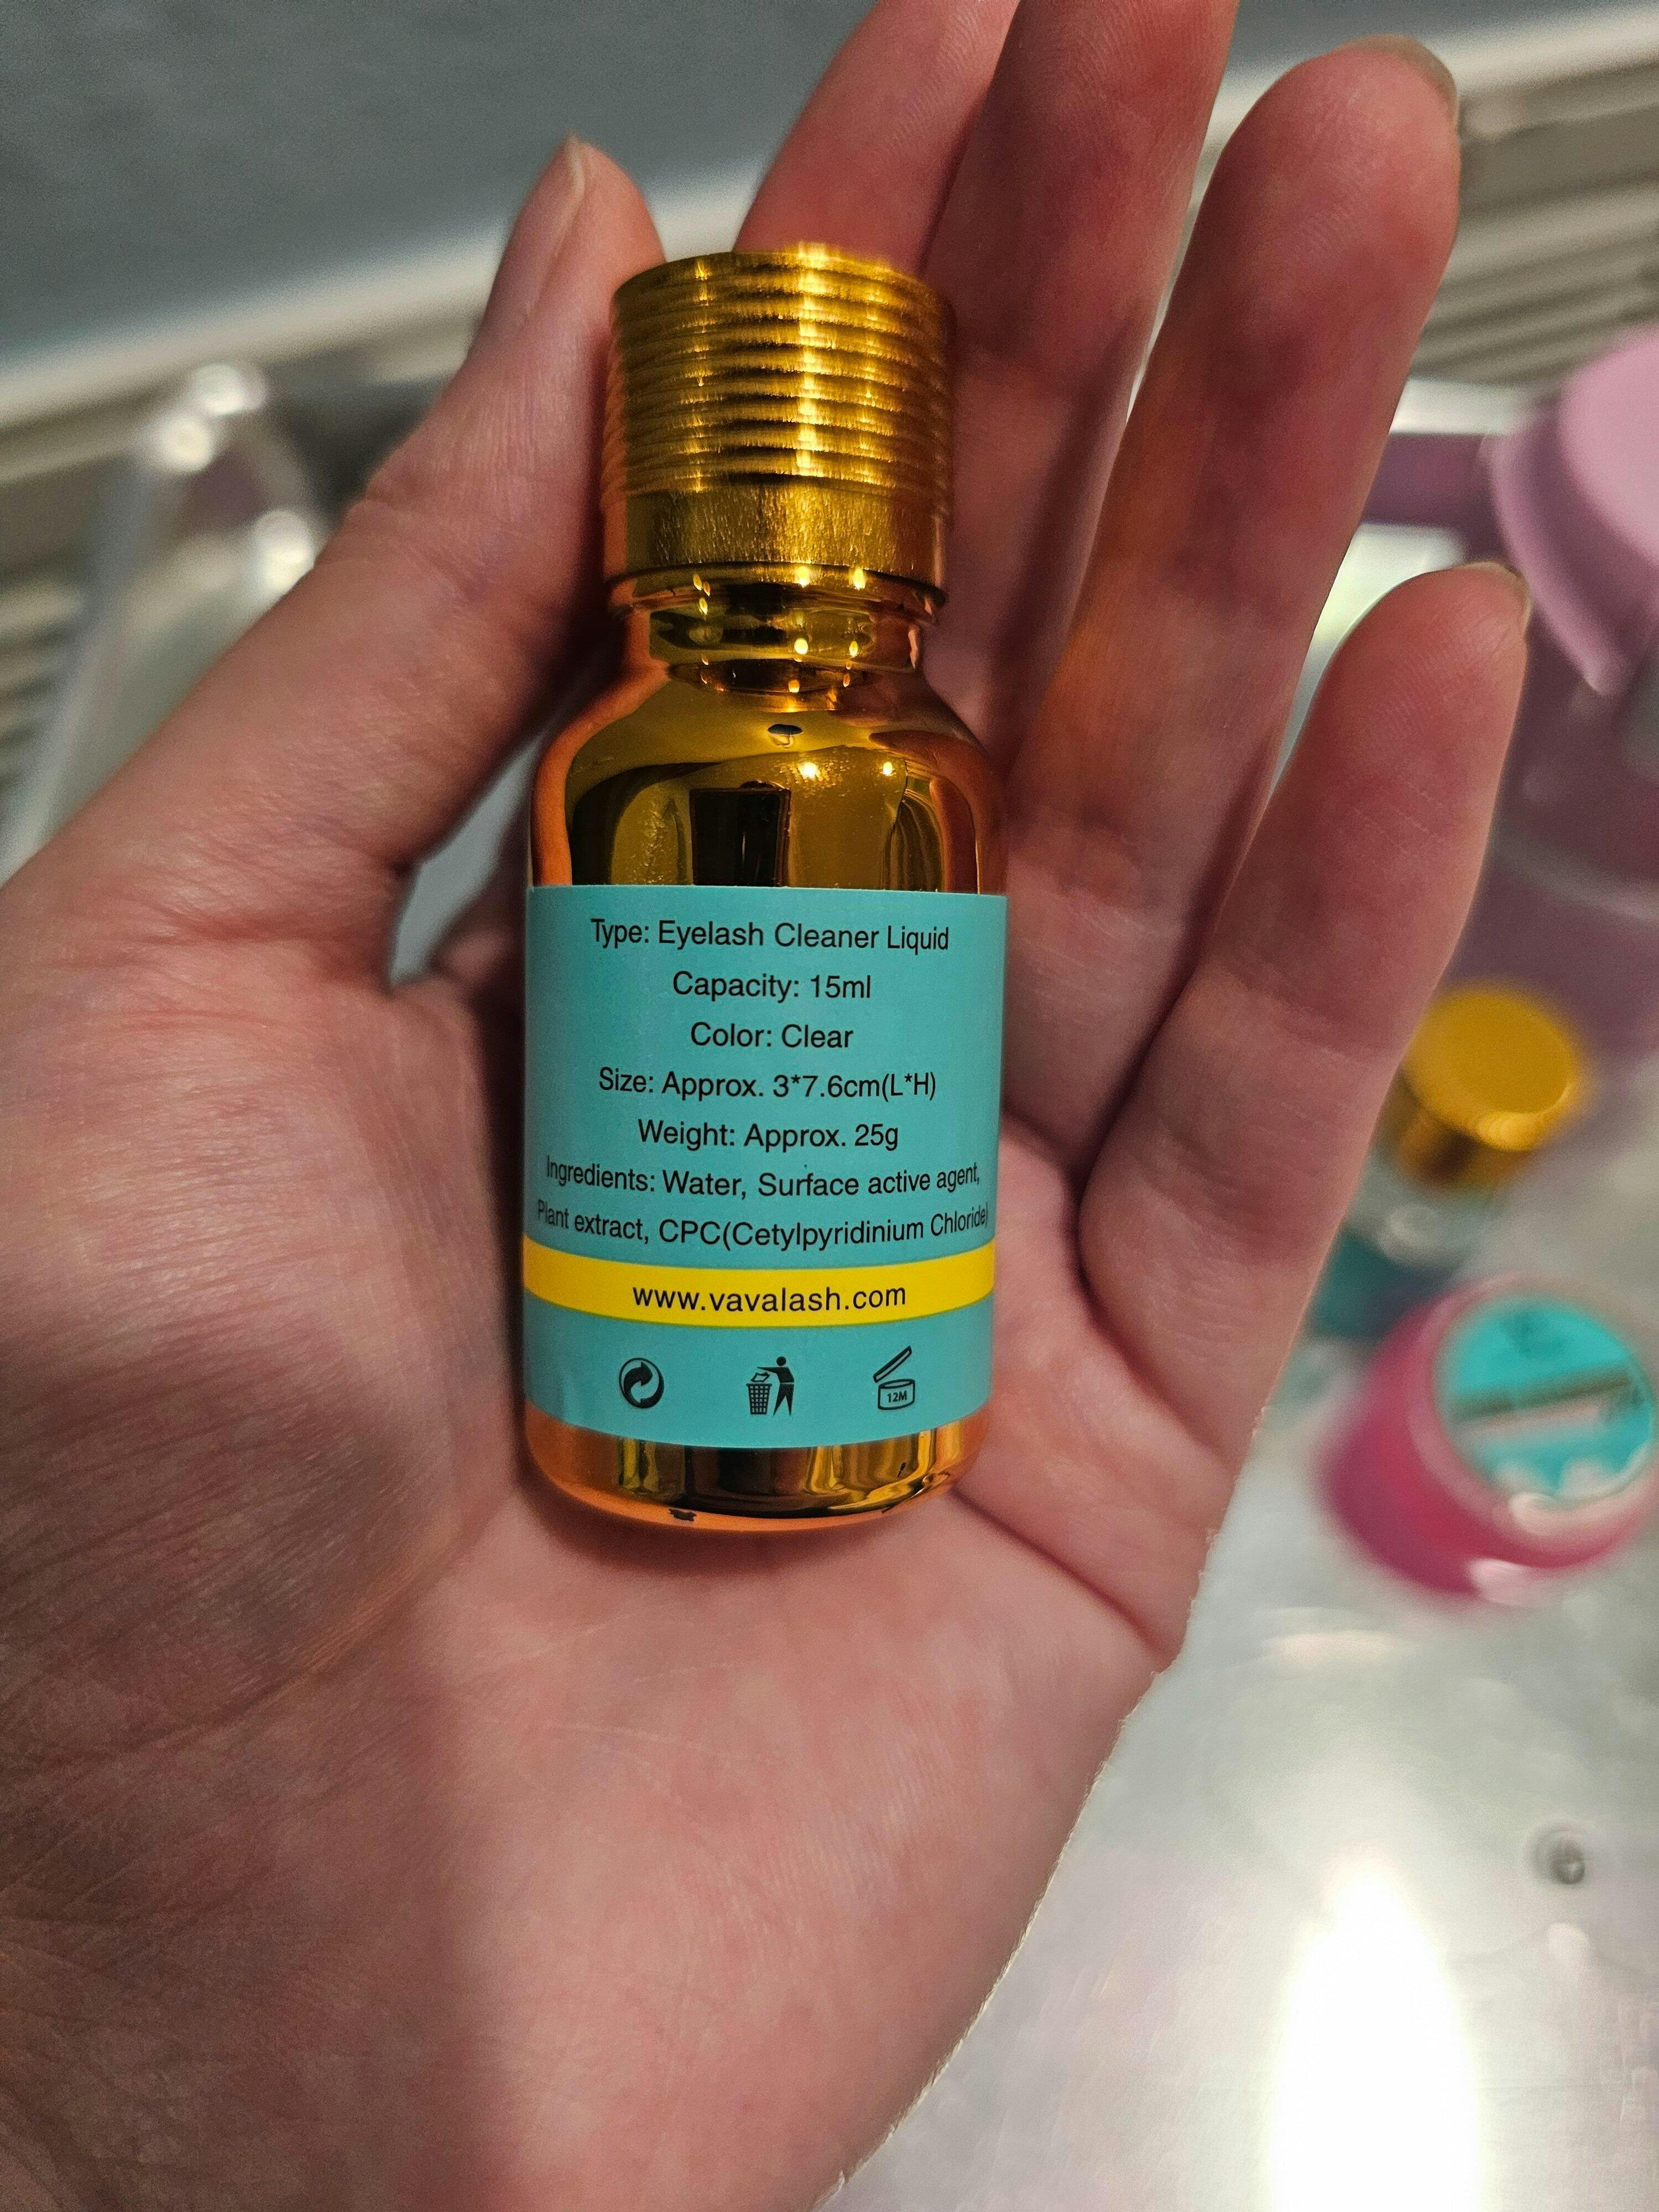 Type: Eyelash Cleaner Liquid
Capacity: 15ml
Color: Clear
Size: Approx. 3*7.6cm(L*H)
Weight: Approx. 25g
Ingredients: Water, Surface active agent,
Plant extract, CPC(Cetylpyridinium Chloride)
www.vavalash.com
12M